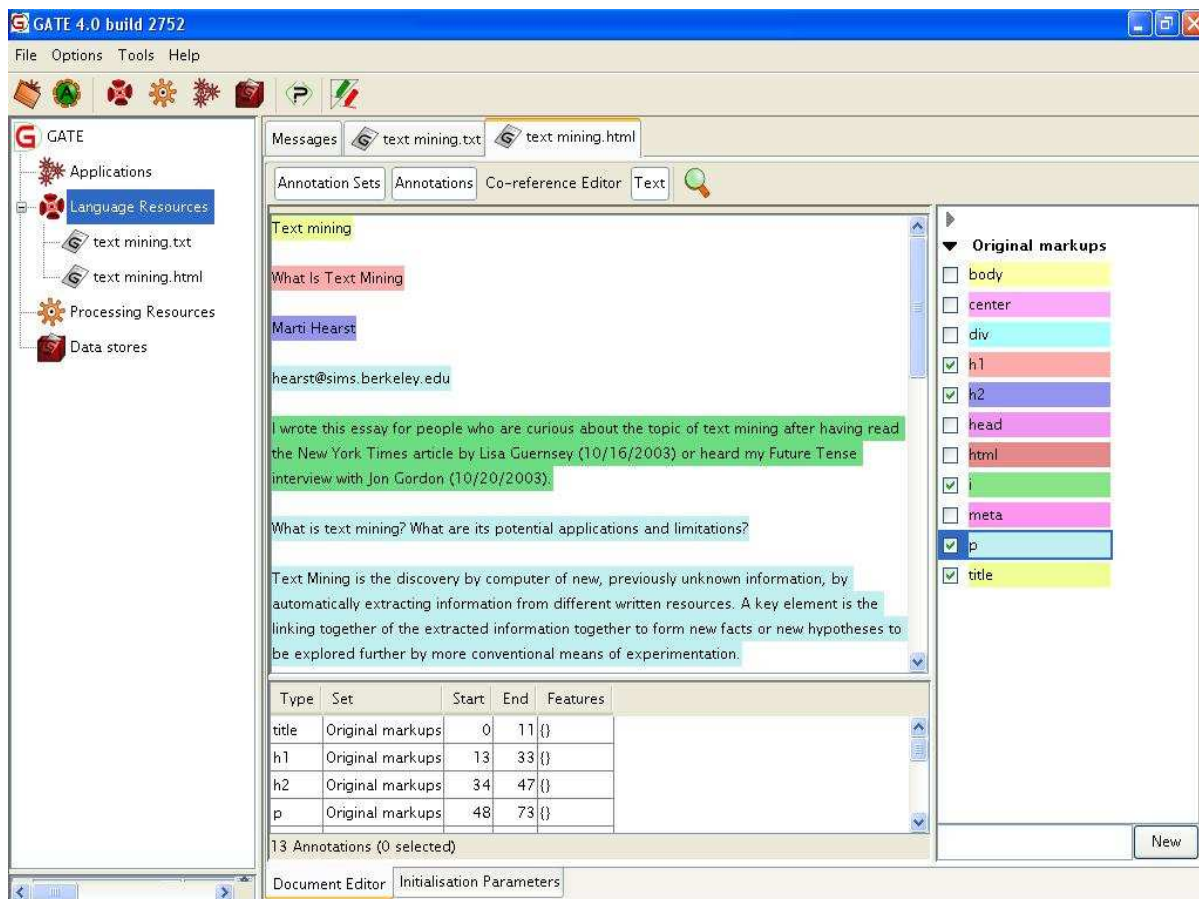 GATE 4.0 build 2752
File Options Tools Help
GATE
Applications
Language Resources
text mining.txt
text mining.html
Processing Resources
Data stores
Messages text mining.txt text mining.html
Annotation Sets Annotations Co-reference Editor Text
Text mining
What Is Text Mining
Marti Hearst
hearst@sims.berkeley.edu
I wrote this essay for people who are curious about the topic of text mining after having read
the New York Times article by Lisa Guernsey (10/16/2003) or heard my Future Tense
interview with Jon Gordon (10/20/2003).
What is text mining? What are its potential applications and limitations?
Text Mining is the discovery by computer of new, previously unknown information, by
automatically extracting information from different written resources. A key element is the
linking together of the extracted information together to form new facts or new hypotheses to
be explored further by more conventional means of experimentation.
Original markups
body
center
div
h1
h2
head
html
i
meta
p
title
Type Set Start End Features
title Original markups 0 11 {}
h1 Original markups 13 33 {}
h2 Original markups 34 47 {}
p Original markups 48 73 {}
13 Annotations (0 selected)
New
Document Editor Initialisation Parameters